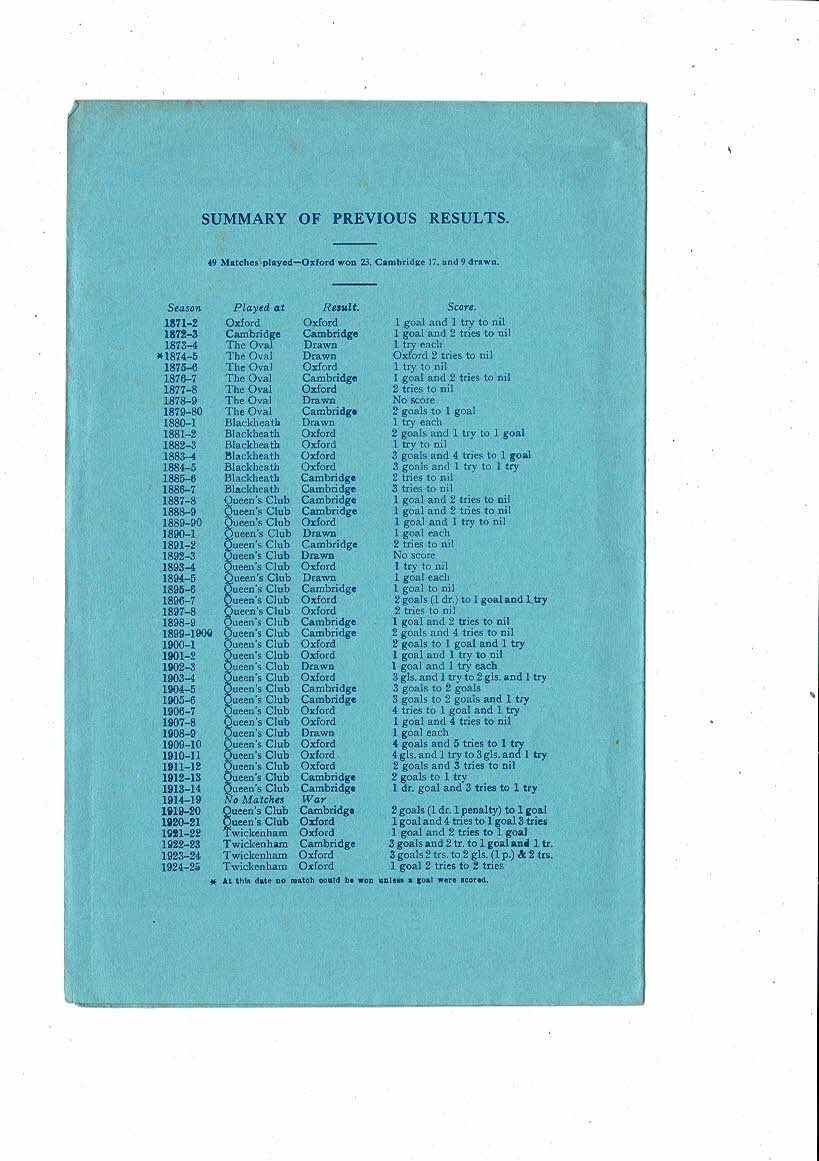 SUMMARY OF PREVIOUS RESULTS.
49 Matches played—Oxford won 23, Cambridge 17, and 9 drawn.
Season Played at Result. Score.
1871–2 Oxford Oxford 1 goal and 1 try to nil
1872–3 Cambridge Cambridge 1 goal and 2 tries to nil
1873–4 The Oval Drawn 1 try each
*1874–5 The Oval Drawn Oxford 2 tries to nil
1875–6 The Oval Oxford 1 try to nil
1876–7 The Oval Cambridge 1 goal and 2 tries to nil
1877–8 The Oval Oxford 2 tries to nil
1878–9 The Oval Drawn No score
1879–80 The Oval Cambridge 2 goals to 1 goal
1880–1 Blackheath Drawn 1 try each
1881–2 Blackheath Oxford 2 goals and 1 try to 1 goal
1882–3 Blackheath Oxford 1 try to nil
1883–4 Blackheath Oxford 3 goals and 4 tries to 1 goal
1884–5 Blackheath Oxford 3 goals and 1 try to 1 try
1885–6 Blackheath Cambridge 2 tries to nil
1886–7 Blackheath Cambridge 3 tries to nil
1887–8 Queen's Club Cambridge 1 goal and 2 tries to nil
1888–9 Queen's Club Cambridge 1 goal and 2 tries to nil
1889–90 Queen's Club Oxford 1 goal and 1 try to nil
1890–1 Queen's Club Drawn 1 goal each
1891–2 Queen's Club Cambridge 2 tries to nil
1892–3 Queen's Club Drawn No score
1893–4 Queen's Club Oxford 1 try to nil
1894–5 Queen's Club Drawn 1 goal each
1895–6 Queen's Club Cambridge 1 goal to nil
1896–7 Queen's Club Oxford 2 goals (1 dr.) to 1 goal and 1 try
1897–8 Queen's Club Oxford 2 tries to nil
1898–9 Queen's Club Cambridge 1 goal and 2 tries to nil
1899–1900 Queen's Club Cambridge 2 goals and 4 tries to nil
1900–1 Queen's Club Oxford 2 goals to 1 goal and 1 try
1901–2 Queen's Club Oxford 1 goal and 1 try to nil
1902–3 Queen's Club Drawn 1 goal and 1 try each
1903–4 Queen's Club Oxford 3 gls. and 1 try to 2 gls. and 1 try
1904–5 Queen's Club Cambridge 3 goals to 2 goals
1905–6 Queen's Club Cambridge 3 goals to 2 goals and 1 try
1906–7 Queen's Club Oxford 4 tries to 1 goal and 1 try
1907–8 Queen's Club Oxford 1 goal and 4 tries to nil
1908–9 Queen's Club Drawn 1 goal each
1909–10 Queen's Club Oxford 4 goals and 5 tries to 1 try
1910–11 Queen's Club Oxford 4 gls. and 1 try to 3 gls. and 1 try
1911–12 Queen's Club Oxford 2 goals and 3 tries to nil
1912–13 Queen's Club Cambridge 2 goals to 1 try
1913–14 Queen's Club Cambridge 1 dr. goal and 3 tries to 1 try
1914–19 No Matches War
1919–20 Queen's Club Cambridge 2 goals (1 dr. 1 penalty) to 1 goal
1920–21 Queen's Club Oxford 1 goal and 4 tries to 1 goal 3 tries
1921–22 Twickenham Oxford 1 goal and 2 tries to 1 goal
1922–23 Twickenham Cambridge 3 goals and 2 tr. to 1 goal and 1 tr.
1923–24 Twickenham Oxford 3 goals 2 trs. to 2 gls. (1 p.) & 2 trs.
1924–25 Twickenham Oxford 1 goal 2 tries to 2 tries
* At this date no match could be won unless a goal were scored.